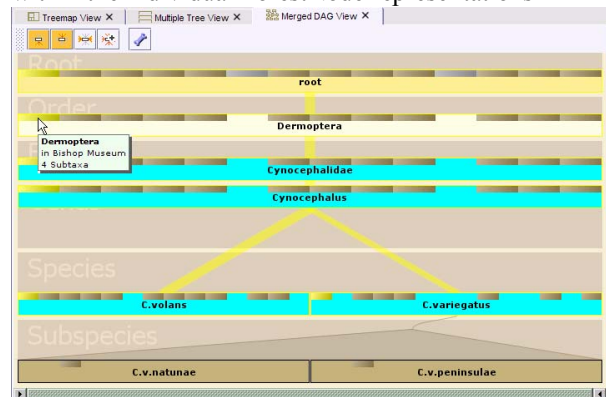 Treemap View X Multiple Tree View X Merged DAG View X
Root
root
Order
Dermoptera
Dermoptera
in Bishop Museum
4 Subtaxa
Cynocephalidae
Cynocephalus
Species
C.volans C.variegatus
Subspecies
C.v.natunae C.v.peninsulae